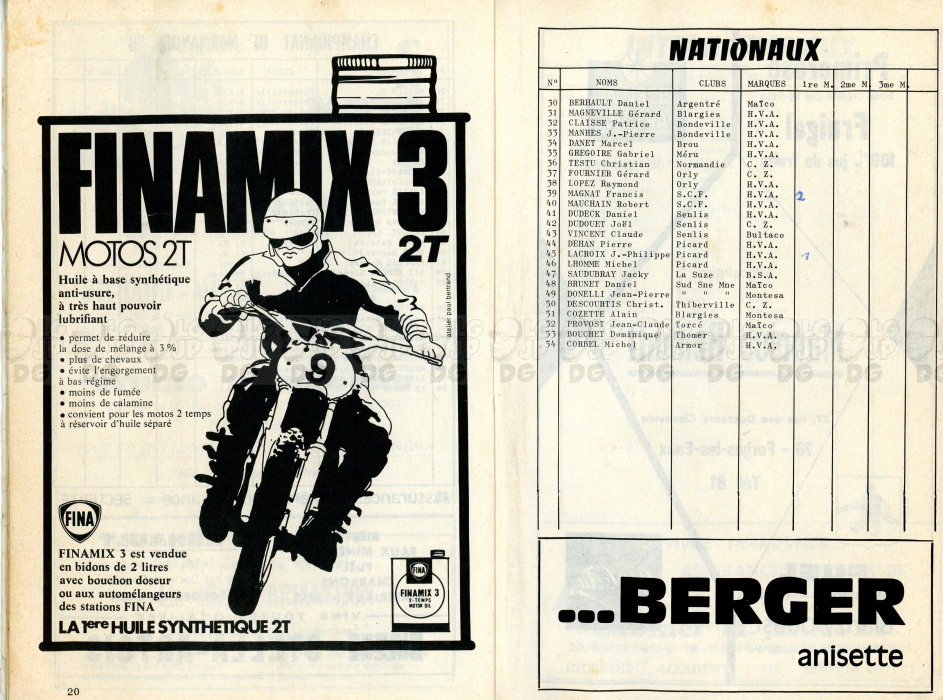 FINAMIX 3
2T
MOTOS 2T
Huile à base synthétique
anti-usure,
à très haut pouvoir
lubrifiant
• permet de réduire
la dose de mélange à 3 %
• plus de chevaux
• évite l'engorgement
à bas régime
• moins de fumée
• moins de calamine
• convient pour les motos 2 temps
à réservoir d'huile séparé
atelier paul bertrand
9
FINA
FINAMIX 3 est vendue
en bidons de 2 litres
avec bouchon doseur
ou aux automélangeurs
des stations FINA
FINA
FINAMIX 3
2-TEMPS
MOTOR OIL
LA 1ere HUILE SYNTHETIQUE 2T
20
NATIONAUX
N° NOMS CLUBS MARQUES 1re M. 2me M. 3me M.
30 BERHAULT Daniel Argentré Maïco
31 MAGNEVILLE Gérard Blargies H.V.A.
32 CLAISSE Patrice Bondeville H.V.A.
33 MANHES J.-Pierre Bondeville H.V.A.
34 DANET Marcel Brou H.V.A.
35 GREGOIRE Gabriel Méru H.V.A.
36 TESTU Christian Normandie C. Z.
37 FOURNIER Gérard Orly C. Z.
38 LOPEZ Raymond Orly H.V.A.
39 MAGNAT Francis S.C.F. H.V.A. 2
40 MAUCHAIN Robert S.C.F. H.V.A.
41 DUDECK Daniel Senlis H.V.A.
42 DUDOUET Joël Senlis C. Z.
43 VINCENT Claude Senlis Bultaco
44 DEHAN Pierre Picard H.V.A.
45 LACROIX J.-Philippe Picard H.V.A. 1
46 LHOMME Michel Picard H.V.A.
47 SAUDUBRAY Jacky La Suze B.S.A.
48 BRUNET Daniel Sud Sne Mne Maïco
49 DONELLI Jean-Pierre " " " Montesa
50 DESCOURTIS Christ. Thiberville C. Z.
51 COZETTE Alain Blargies Montesa
52 PROVOST Jean-Claude Torcé Maïco
53 BOUCHET Dominique Thomer H.V.A.
54 CORBEL Michel Armor H.V.A.
...BERGER
anisette